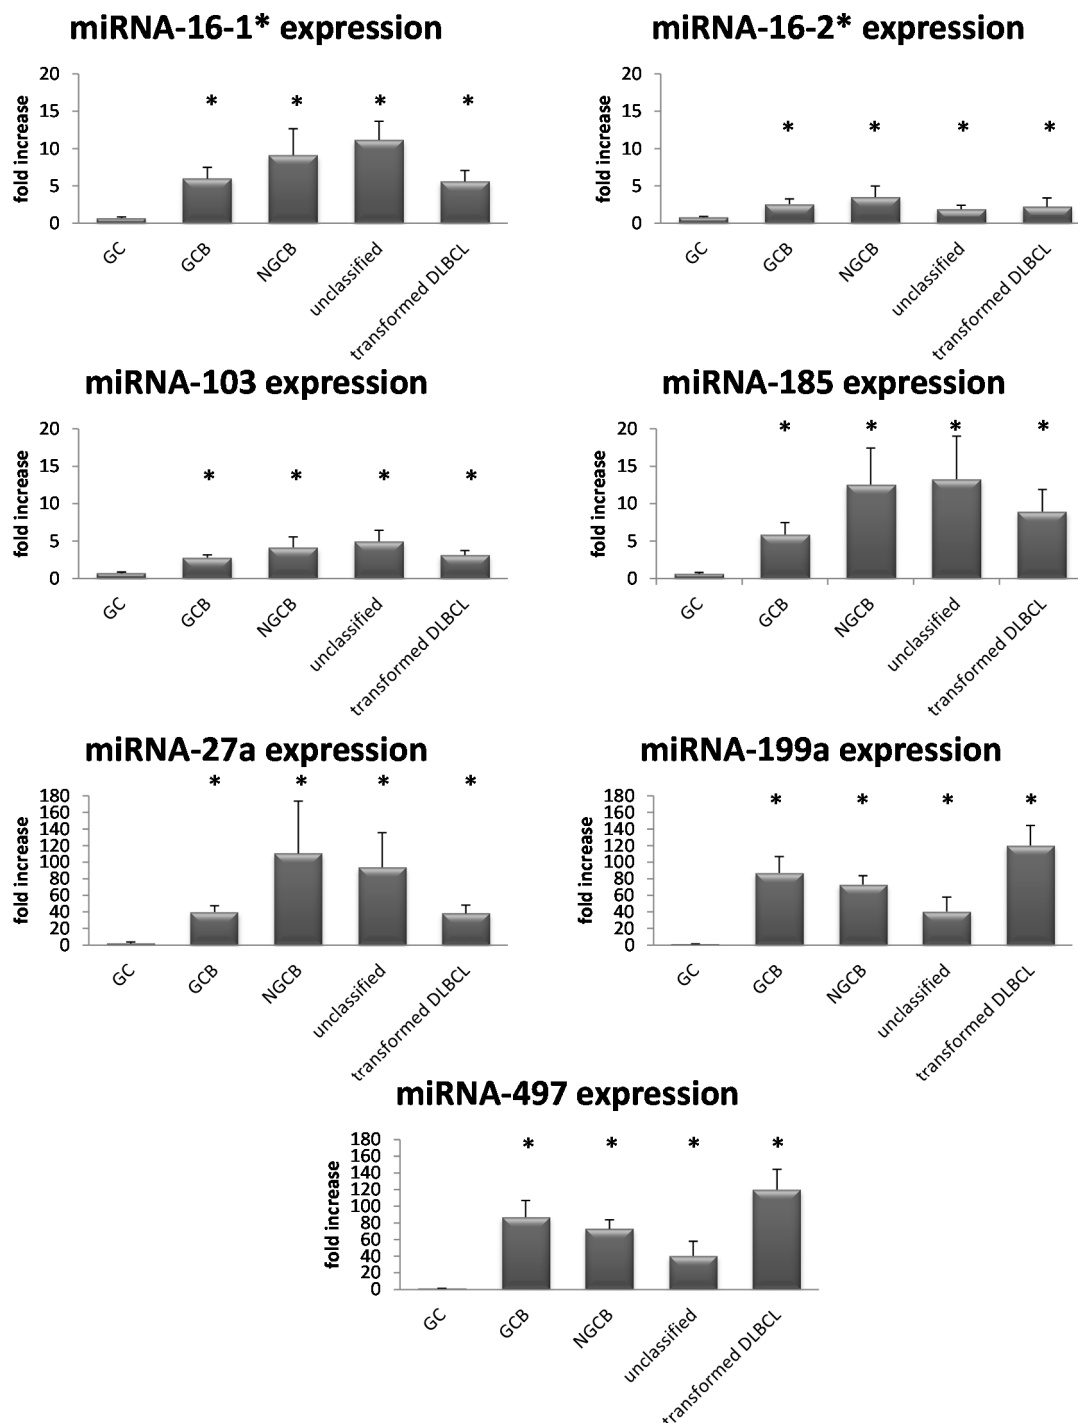 miRNA-16-1* expression
fold increase
20
15
10
5
0
* * * *
GC
GCB
NGCB
unclassified
transformed DLBCL
miRNA-16-2* expression
fold increase
20
15
10
5
0
* * * *
GC
GCB
NGCB
unclassified
transformed DLBCL
miRNA-103 expression
fold increase
20
15
10
5
0
* * * *
GC
GCB
NGCB
unclassified
transformed DLBCL
miRNA-185 expression
fold increase
20
15
10
5
0
* * * *
GC
GCB
NGCB
unclassified
transformed DLBCL
miRNA-27a expression
fold increase
180
160
140
120
100
80
60
40
20
0
* * * *
GC
GCB
NGCB
unclassified
transformed DLBCL
miRNA-199a expression
fold increase
180
160
140
120
100
80
60
40
20
0
* * * *
GC
GCB
NGCB
unclassified
transformed DLBCL
miRNA-497 expression
fold increase
180
160
140
120
100
80
60
40
20
0
* * * *
GC
GCB
NGCB
unclassified
transformed DLBCL